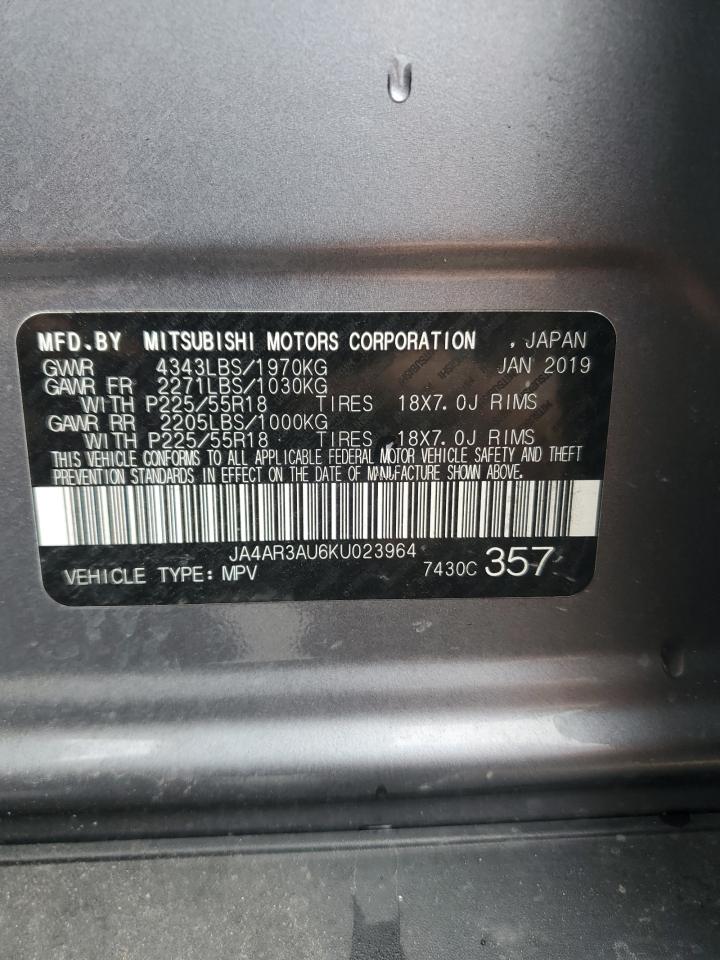 MFD.BY MITSUBISHI MOTORS CORPORATION , JAPAN
GVWR 4343LBS/1970KG JAN 2019
GAWR FR 2271LBS/1030KG
WITH P225/55R18 TIRES 18X7.0J RIMS
GAWR RR 2205LBS/1000KG
WITH P225/55R18 TIRES 18X7.0J RIMS
THIS VEHICLE CONFORMS TO ALL APPLICABLE FEDERAL MOTOR VEHICLE SAFETY AND THEFT
PREVENTION STANDARDS IN EFFECT ON THE DATE OF MANUFACTURE SHOWN ABOVE.
JA4AR3AU6KU023964
VEHICLE TYPE: MPV 7430C 357